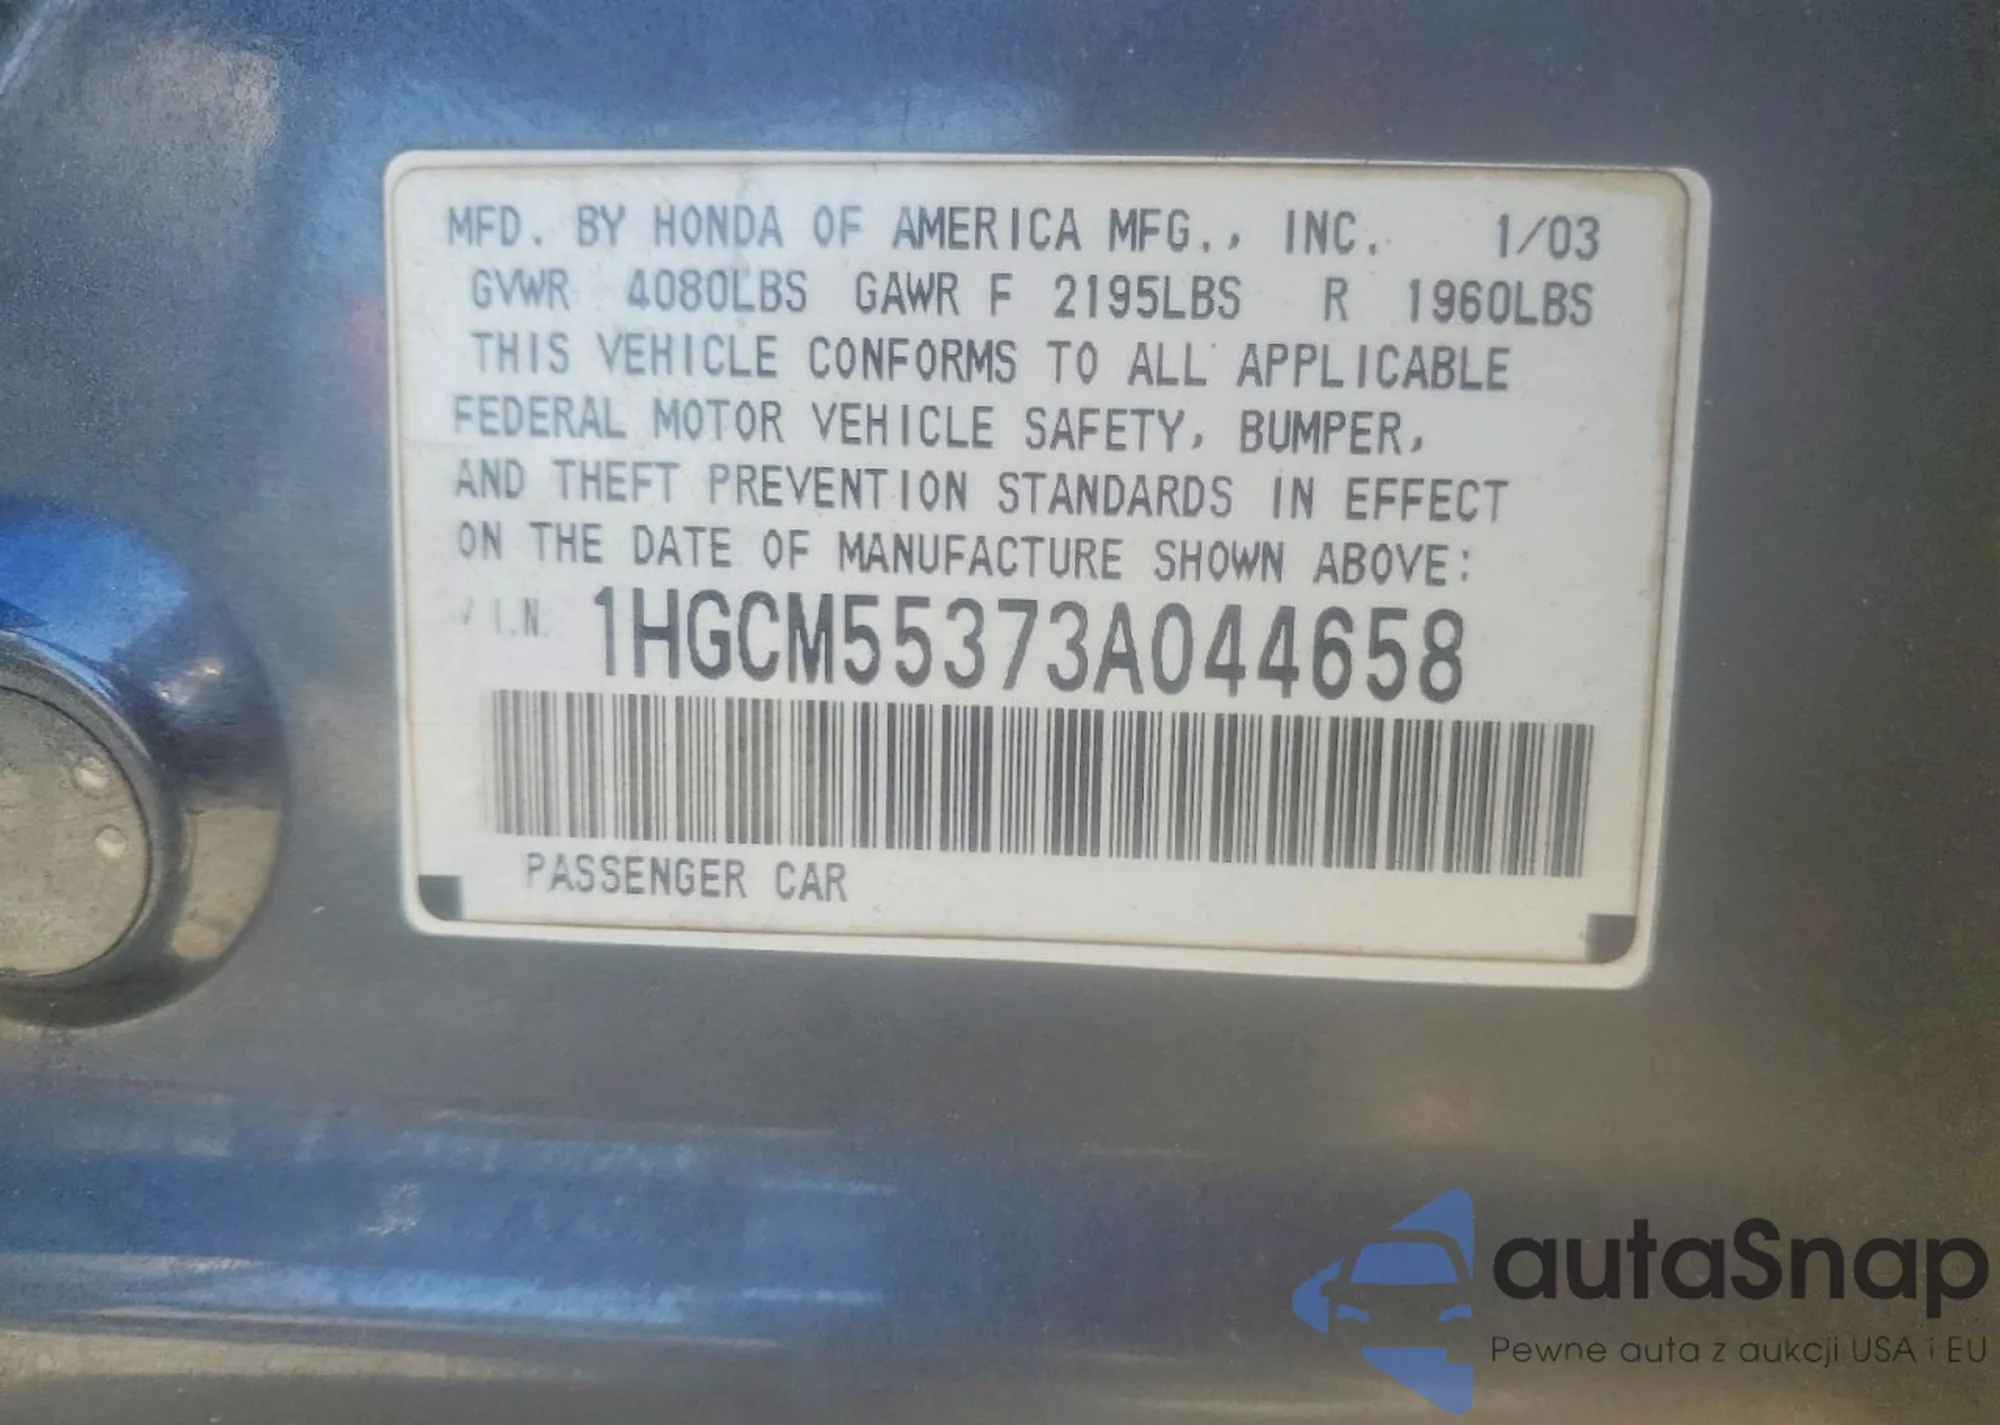 MFD. BY HONDA OF AMERICA MFG., INC. 1/03
GVWR 4080LBS GAWR F 2195LBS R 1960LBS
THIS VEHICLE CONFORMS TO ALL APPLICABLE
FEDERAL MOTOR VEHICLE SAFETY, BUMPER,
AND THEFT PREVENTION STANDARDS IN EFFECT
ON THE DATE OF MANUFACTURE SHOWN ABOVE:
V.I.N. 1HGCM55373A044658
PASSENGER CAR
autaSnap
Pewne auta z aukcji USA i EU